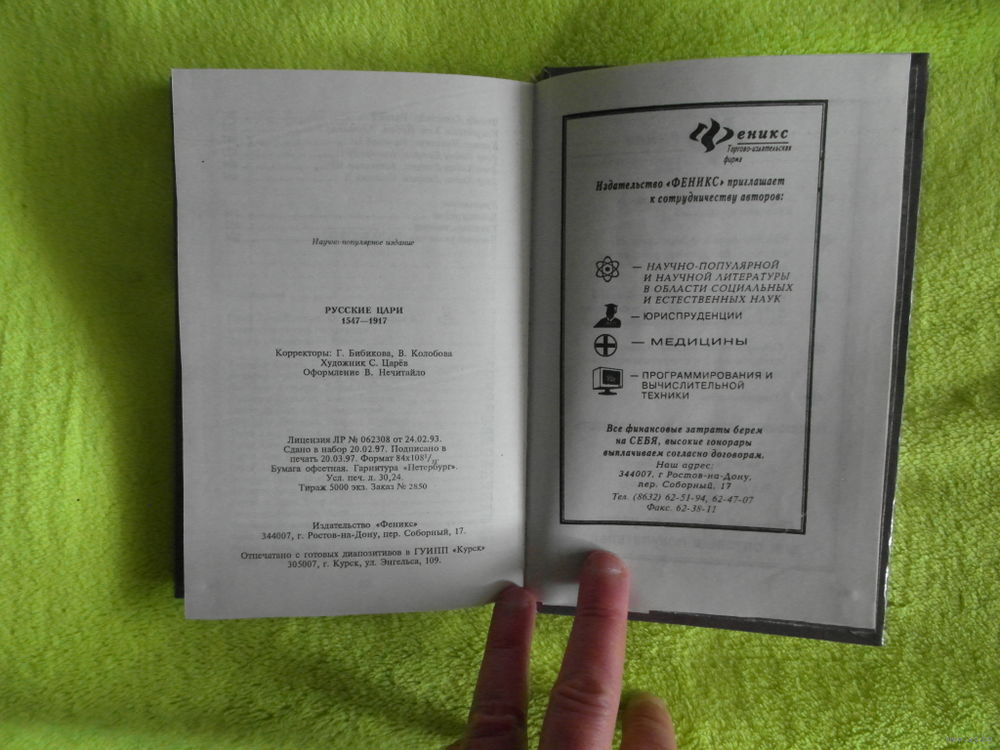 Научно-популярное издание
РУССКИЕ ЦАРИ
1547—1917
Корректоры: Г. Бибикова, В. Колобова
Художник С. Царёв
Оформление В. Нечитайло
Лицензия ЛР № 062308 от 24.02.93.
Сдано в набор 20.02.97. Подписано в
печать 20.03.97. Формат 84х108¹/₃₂.
Бумага офсетная. Гарнитура «Петербург».
Усл. печ. л. 30,24.
Тираж 5000 экз. Заказ № 2850
Издательство «Феникс»
344007, г. Ростов-на-Дону, пер. Соборный, 17.
Отпечатано с готовых диапозитивов в ГУИПП «Курск»
305007, г. Курск, ул. Энгельса, 109.
Феникс
Торгово-издательская
фирма
Издательство «ФЕНИКС» приглашает
к сотрудничеству авторов:
— НАУЧНО-ПОПУЛЯРНОЙ
И НАУЧНОЙ ЛИТЕРАТУРЫ
В ОБЛАСТИ СОЦИАЛЬНЫХ
И ЕСТЕСТВЕННЫХ НАУК
— ЮРИСПРУДЕНЦИИ
— МЕДИЦИНЫ
— ПРОГРАММИРОВАНИЯ И
ВЫЧИСЛИТЕЛЬНОЙ
ТЕХНИКИ
Все финансовые затраты берем
на СЕБЯ, высокие гонорары
выплачиваем согласно договорам.
Наш адрес:
344007, г Ростов-на-Дону,
пер. Соборный, 17
Тел. (8632) 62-51-94, 62-47-07
Факс. 62-38-11